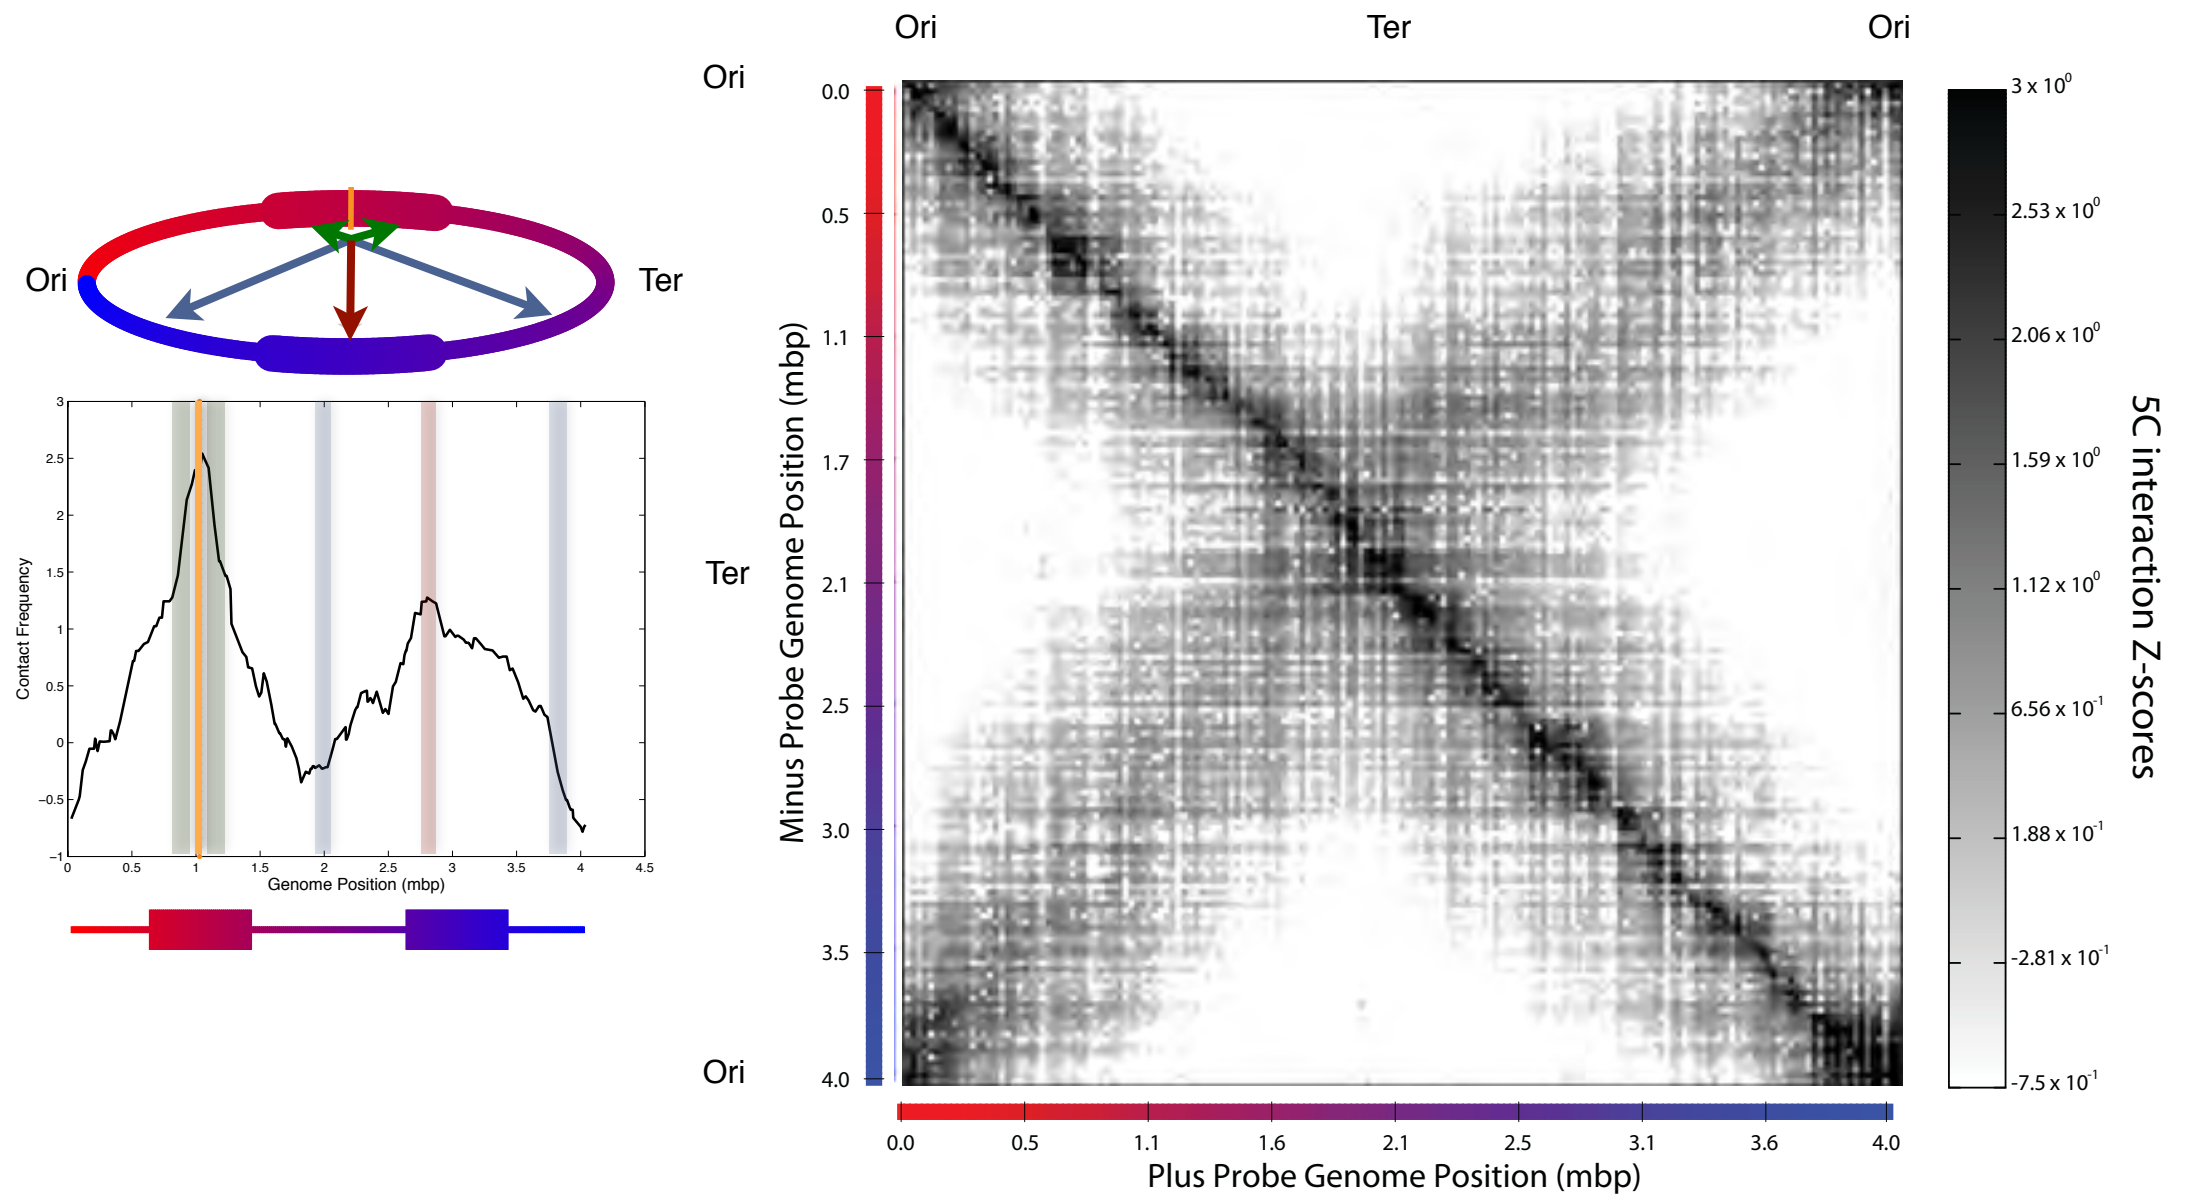 Ori
Ter
3
2.5
2
1.5
1
0.5
0
−0.5
−1
Contact Frequency
0
0.5
1
1.5
2
2.5
3
3.5
4
4.5
Genome Position (mbp)
Ori
Ter
Ori
Ori
Ter
Ori
0.0
0.5
1.1
1.7
2.1
2.5
3.0
3.5
4.0
Minus Probe Genome Position (mbp)
0.0
0.5
1.1
1.6
2.1
2.5
3.1
3.6
4.0
Plus Probe Genome Position (mbp)
3 x 10⁰
2.53 x 10⁰
2.06 x 10⁰
1.59 x 10⁰
1.12 x 10⁰
6.56 x 10⁻¹
1.88 x 10⁻¹
-2.81 x 10⁻¹
-7.5 x 10⁻¹
5C interaction Z-scores